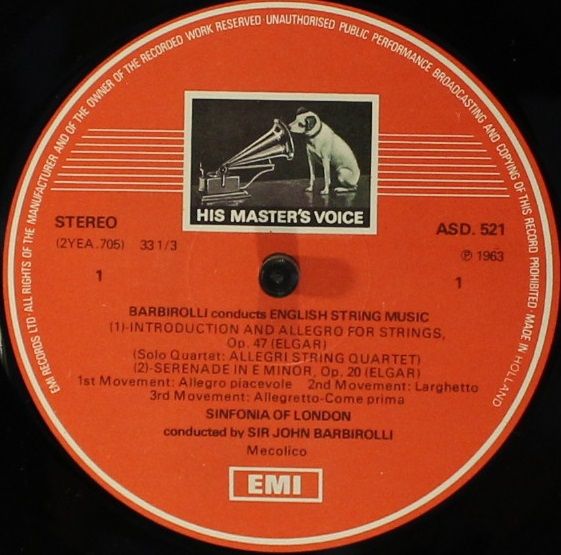 EMI RECORDS LTD ALL RIGHTS OF THE MANUFACTURER AND OF THE OWNER OF THE RECORDED WORK RESERVED · UNAUTHORISED PUBLIC PERFORMANCE BROADCASTING AND COPYING OF THIS RECORD PROHIBITED MADE IN HOLLAND
HIS MASTER'S VOICE
STEREO ASD. 521
(2YEA.705) 33 1/3 ℗ 1963
1 1
BARBIROLLI conducts ENGLISH STRING MUSIC
(1)-INTRODUCTION AND ALLEGRO FOR STRINGS,
Op. 47 (ELGAR)
(Solo Quartet: ALLEGRI STRING QUARTET)
(2)-SERENADE IN E MINOR, Op. 20 (ELGAR)
1st Movement: Allegro piacevole 2nd Movement: Larghetto
3rd Movement: Allegretto-Come prima
SINFONIA OF LONDON
conducted by SIR JOHN BARBIROLLI
Mecolico
EMI